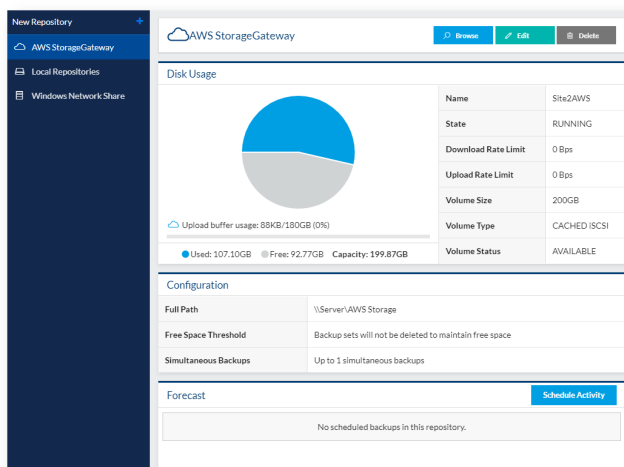 New Repository +
AWS StorageGateway
Local Repositories
Windows Network Share
AWS StorageGateway
Browse
Edit
Delete
Disk Usage
Upload buffer usage: 88KB/180GB (0%)
Used: 107.10GB Free: 92.77GB Capacity: 199.87GB
Name Site2AWS
State RUNNING
Download Rate Limit 0 Bps
Upload Rate Limit 0 Bps
Volume Size 200GB
Volume Type CACHED ISCSI
Volume Status AVAILABLE
Configuration
Full Path \\Server\AWS Storage
Free Space Threshold Backup sets will not be deleted to maintain free space
Simultaneous Backups Up to 1 simultaneous backups
Forecast
Schedule Activity
No scheduled backups in this repository.